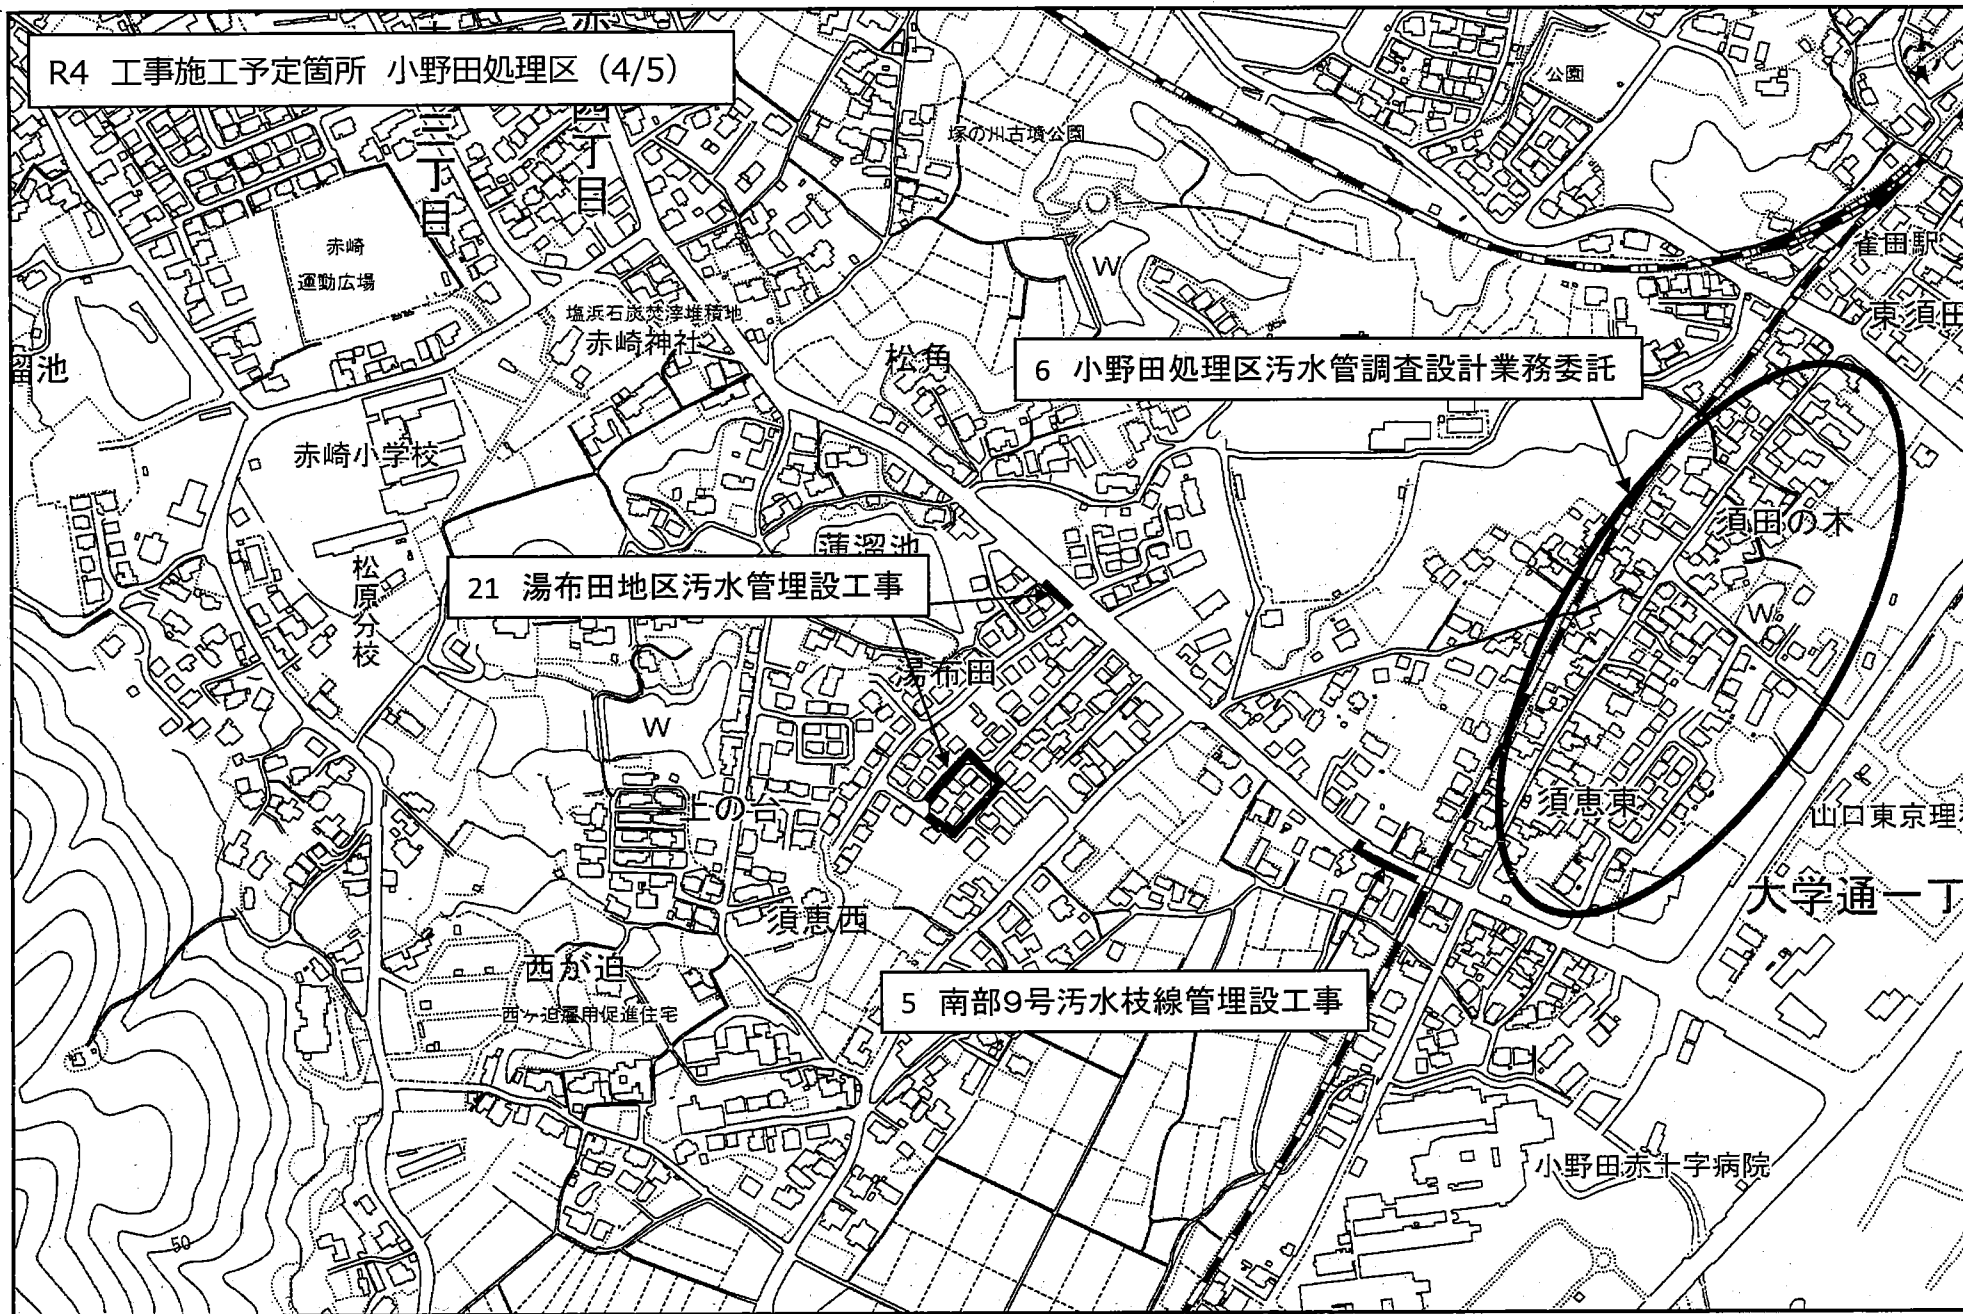 R4 工事施工予定箇所 小野田処理区（4/5）
三丁目
四丁目
公園
塚の川古墳公園
赤崎
運動広場
塩浜石炭焚滓堆積地
赤崎神社
W
雀田駅
東須田
溜池
松角
6 小野田処理区汚水管調査設計業務委託
赤崎小学校
須田の木
蓮溜池
松原分校
21 湯布田地区汚水管埋設工事
W
湯布田
W
上の台
須恵東
山口東京理
大学通一丁
須恵西
西が迫
5 南部9号汚水枝線管埋設工事
西ヶ迫雇用促進住宅
小野田赤十字病院
50